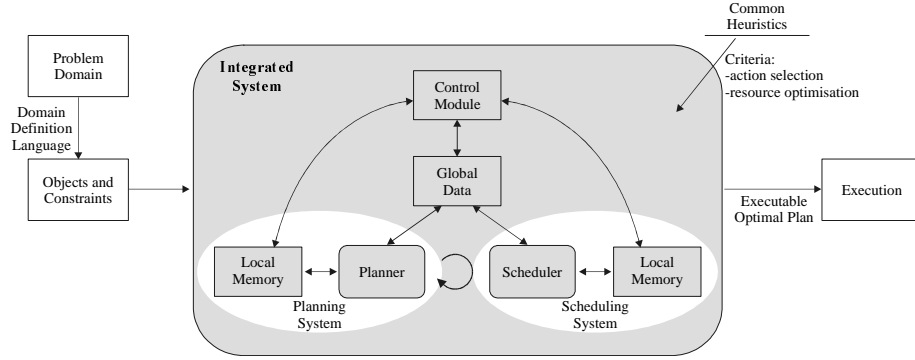 Common
Heuristics
Criteria:
-action selection
-resource optimisation
Problem
Domain
Domain
Definition
Language
Objects and
Constraints
Integrated
System
Control
Module
Global
Data
Local
Memory
Planner
Planning
System
Scheduler
Local
Memory
Scheduling
System
Executable
Optimal Plan
Execution